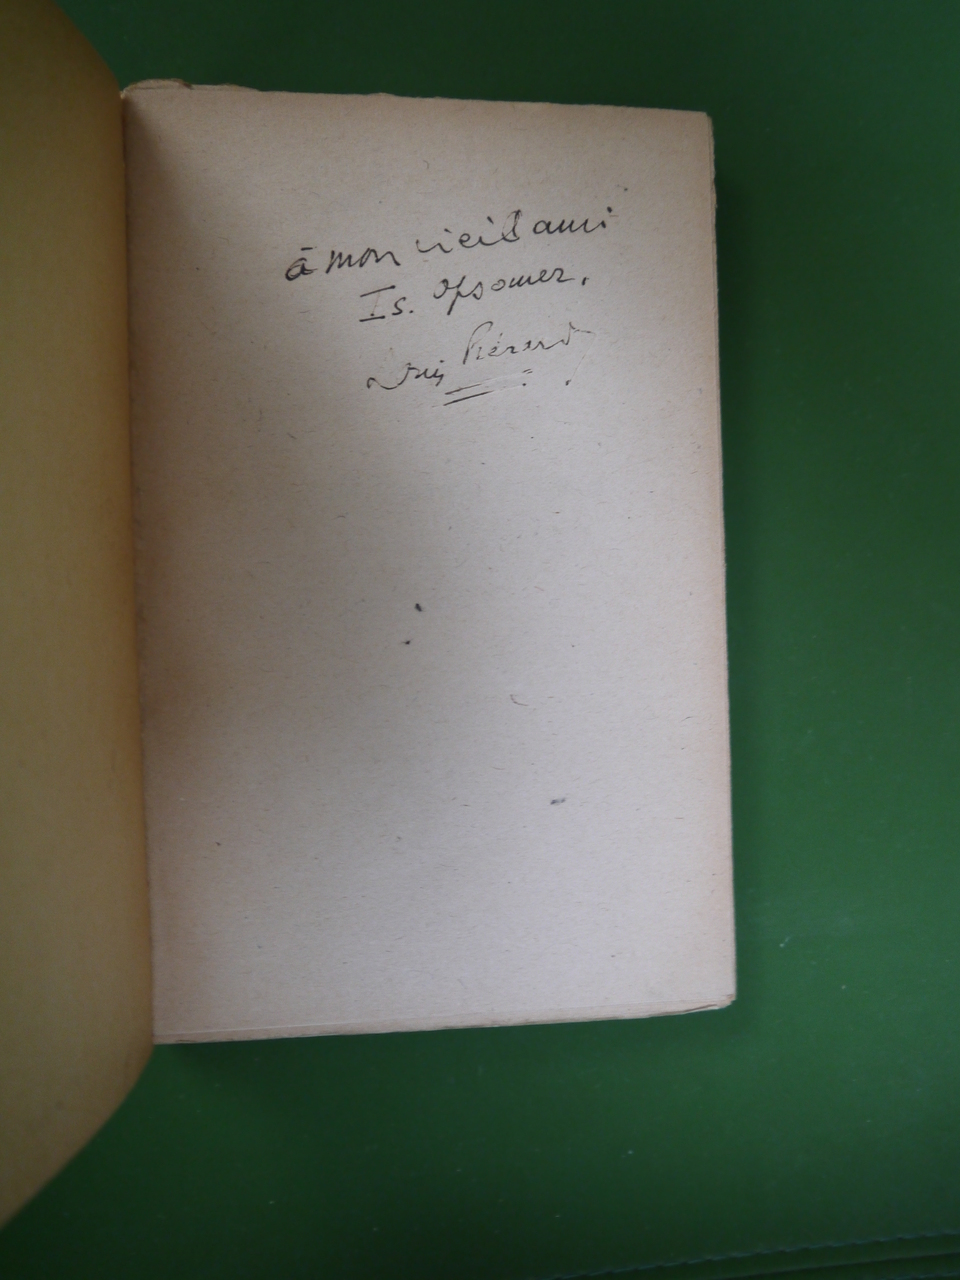 à mon vieil ami
Is. Opsomer.
Louis Piérard